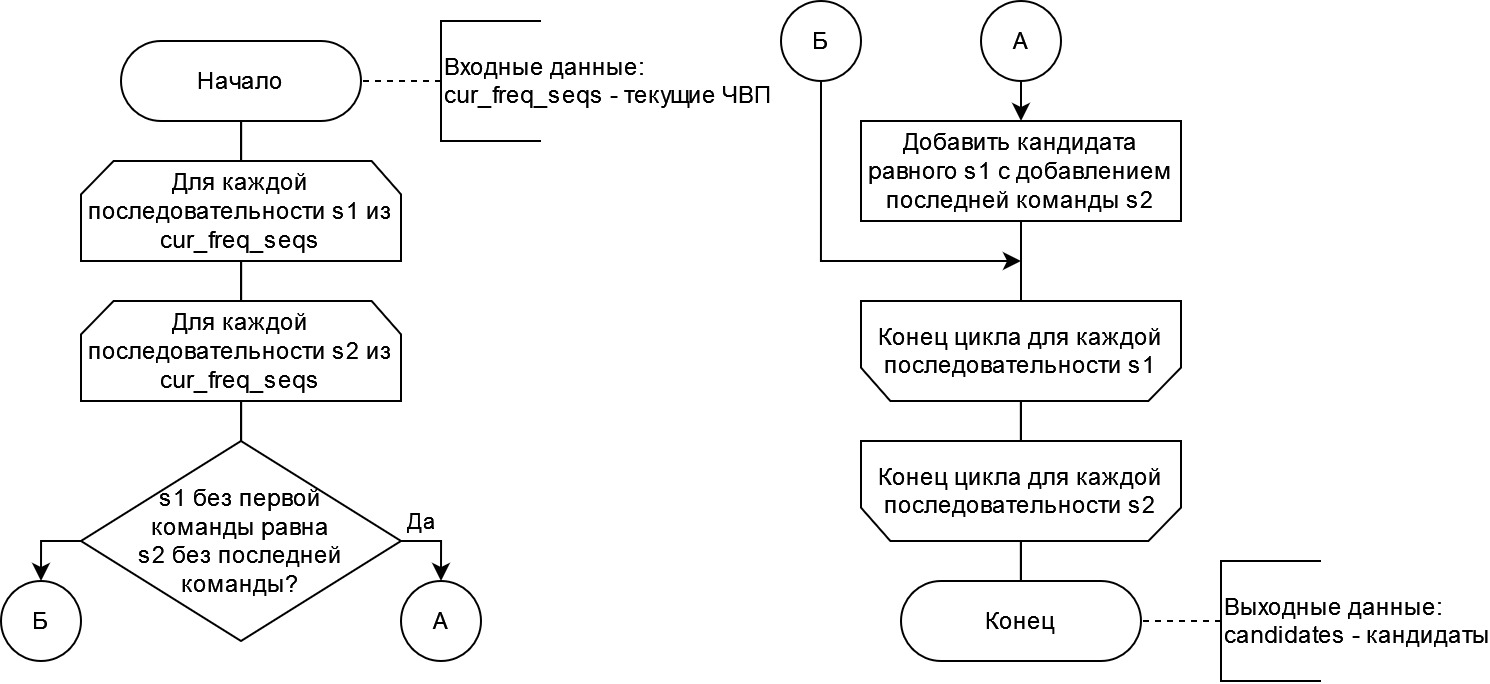 Начало
Входные данные:
cur_freq_seqs - текущие ЧВП
Для каждой
последовательности s1 из
cur_freq_seqs
Для каждой
последовательности s2 из
cur_freq_seqs
s1 без первой
команды равна
s2 без последней
команды?
Да
Б
А
Б
А
Добавить кандидата
равного s1 с добавлением
последней команды s2
Конец цикла для каждой
последовательности s1
Конец цикла для каждой
последовательности s2
Конец
Выходные данные:
candidates - кандидаты